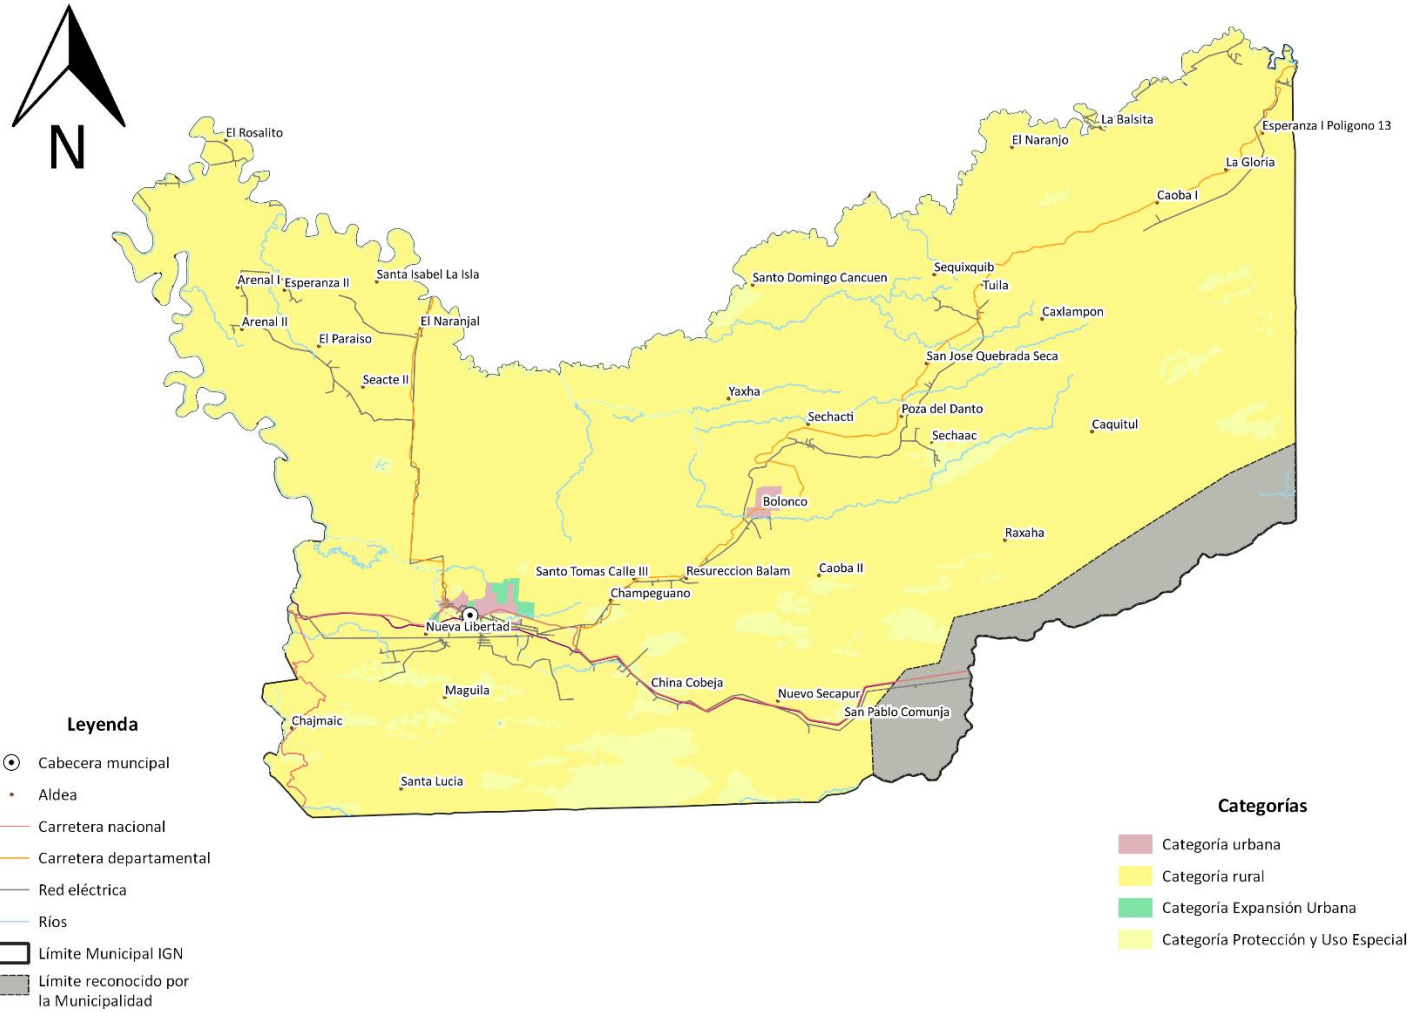 N
El Rosalito
La Balsita
Esperanza I Poligono 13
El Naranjo
La Gloria
Caoba I
Santa Isabel La Isla
Arenal I
Esperanza II
Santo Domingo Cancuen
Sequixquib
Tuila
Arenal II
El Naranjal
Caxlampon
El Paraiso
San Jose Quebrada Seca
Seacte II
Yaxha
Sechacti
Poza del Danto
Sechaac
Caquitul
Bolonco
Raxaha
Santo Tomas Calle III
Resureccion Balam
Caoba II
Champeguano
Nueva Libertad
China Cobeja
Maguila
Nuevo Secapur
San Pablo Comunja
Chajmaic
Santa Lucia
Leyenda
Cabecera muncipal
Aldea
Carretera nacional
Carretera departamental
Red eléctrica
Ríos
Límite Municipal IGN
Límite reconocido por
la Municipalidad
Categorías
Categoría urbana
Categoría rural
Categoría Expansión Urbana
Categoría Protección y Uso Especial